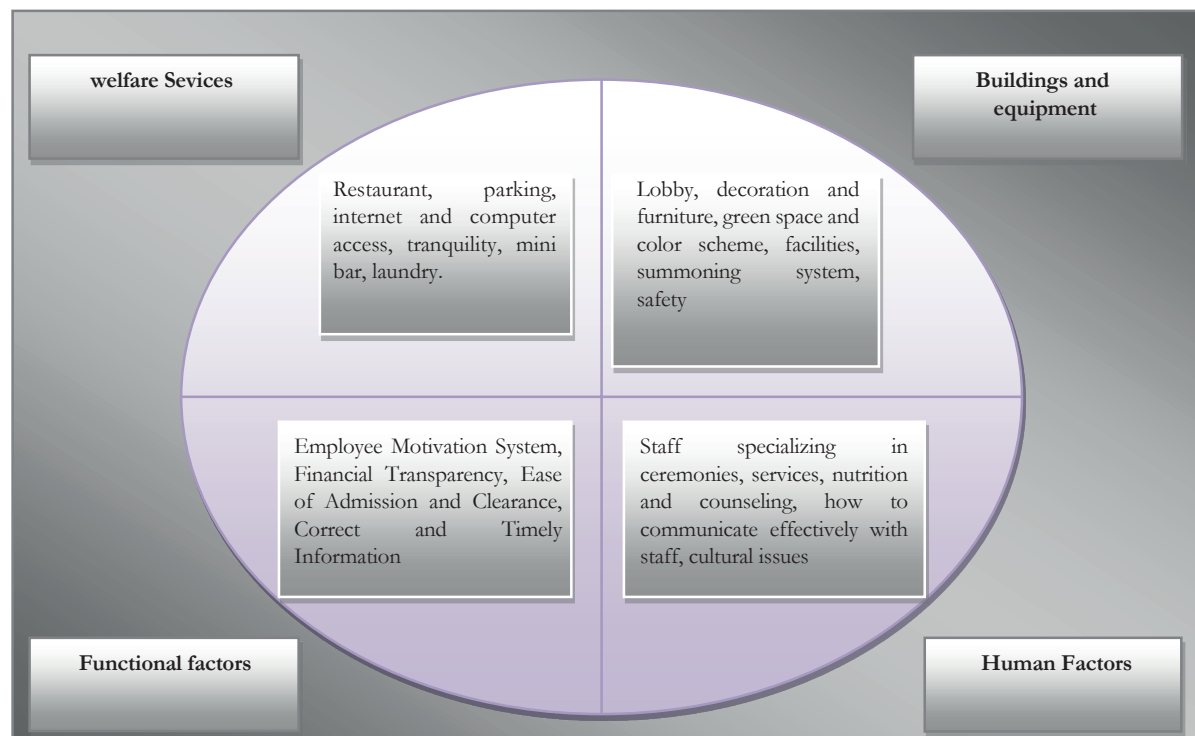 welfare Sevices
Buildings and
equipment
Restaurant, parking,
internet and computer
access, tranquility, mini
bar, laundry.
Lobby, decoration and
furniture, green space and
color scheme, facilities,
summoning system,
safety
Employee Motivation System,
Financial Transparency, Ease
of Admission and Clearance,
Correct and Timely
Information
Staff specializing in
ceremonies, services, nutrition
and counseling, how to
communicate effectively with
staff, cultural issues
Functional factors
Human Factors